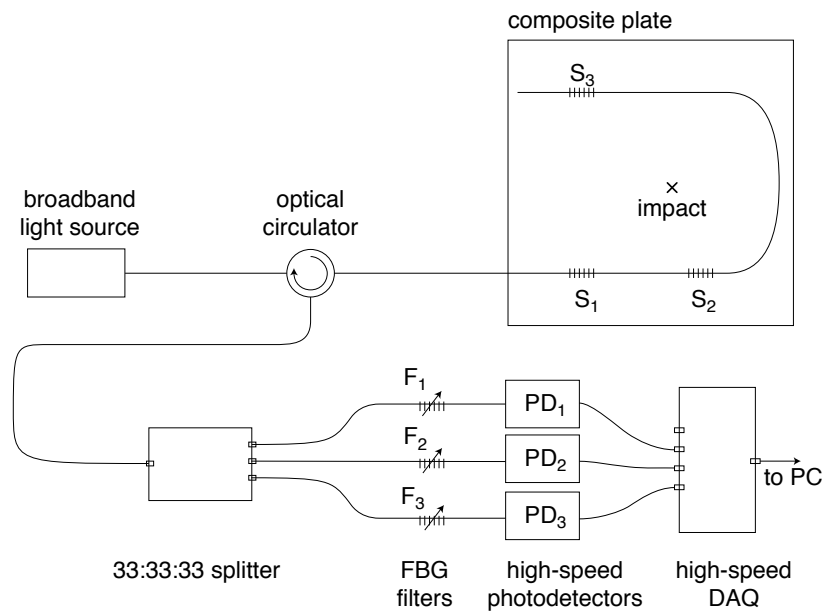 composite plate
S3
impact
S1
S2
broadband
light source
optical
circulator
F1
F2
F3
PD1
PD2
PD3
to PC
33:33:33 splitter
FBG
filters
high-speed
photodetectors
high-speed
DAQ